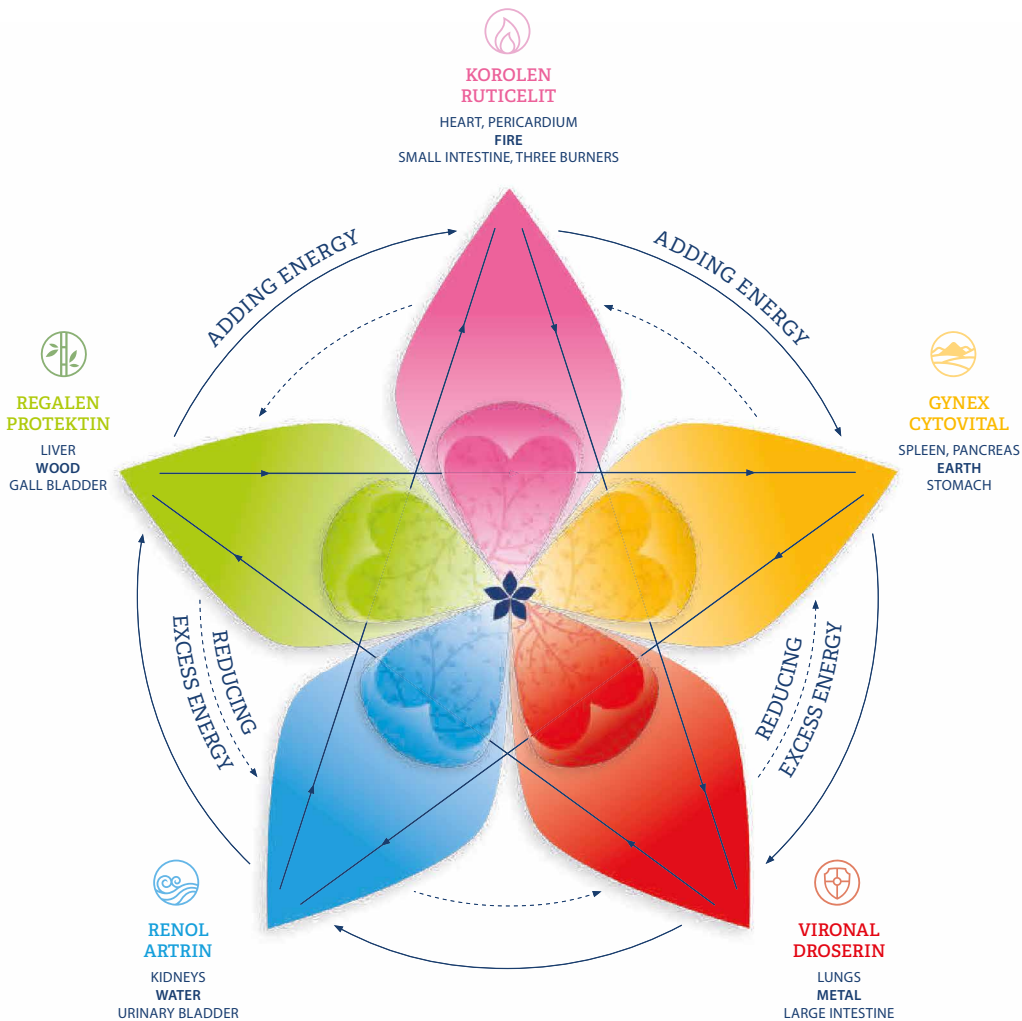 KOROLEN
RUTICELIT
HEART, PERICARDIUM
FIRE
SMALL INTESTINE, THREE BURNERS
ADDING ENERGY
ADDING ENERGY
REGALEN
PROTEKTIN
LIVER
WOOD
GALL BLADDER
GYNEX
CYTOVITAL
SPLEEN, PANCREAS
EARTH
STOMACH
REDUCING
EXCESS ENERGY
REDUCING
EXCESS ENERGY
RENOL
ARTRIN
KIDNEYS
WATER
URINARY BLADDER
VIRONAL
DROSERIN
LUNGS
METAL
LARGE INTESTINE